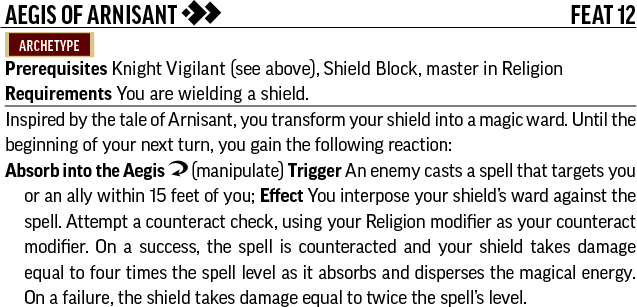 AEGIS OF ARNISANT FEAT 12
ARCHETYPE
Prerequisites Knight Vigilant (see above), Shield Block, master in Religion
Requirements You are wielding a shield.
Inspired by the tale of Arnisant, you transform your shield into a magic ward. Until the
beginning of your next turn, you gain the following reaction:
Absorb into the Aegis (manipulate) Trigger An enemy casts a spell that targets you
or an ally within 15 feet of you; Effect You interpose your shield's ward against the
spell. Attempt a counteract check, using your Religion modifier as your counteract
modifier. On a success, the spell is counteracted and your shield takes damage
equal to four times the spell level as it absorbs and disperses the magical energy.
On a failure, the shield takes damage equal to twice the spell's level.